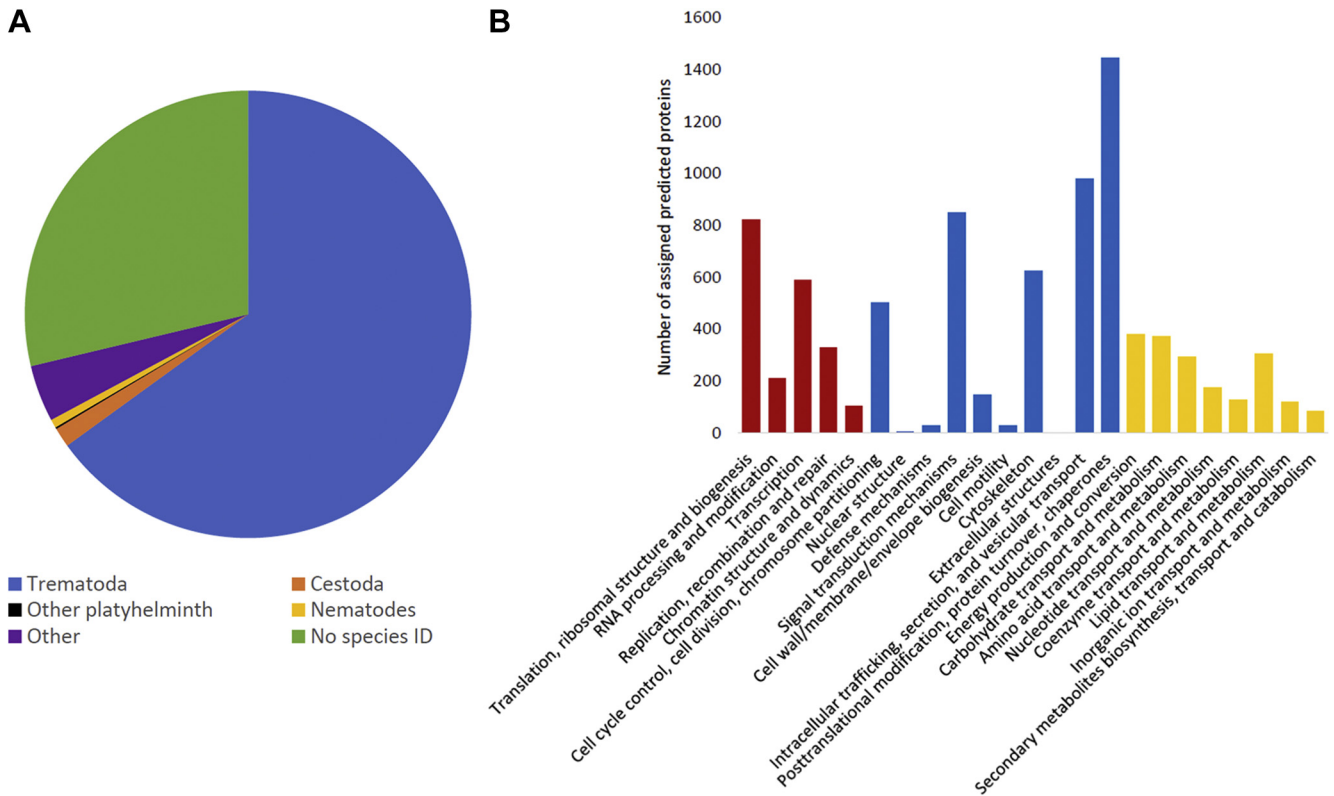 A
Trematoda
Cestoda
Other platyhelminth
Nematodes
Other
No species ID
B
Number of assigned predicted proteins
1600
1400
1200
1000
800
600
400
200
0
Translation, ribosomal structure and biogenesis
RNA processing and modification
Transcription
Replication, recombination and repair
Chromatin structure and dynamics
Cell cycle control, cell division, chromosome partitioning
Nuclear structure
Defense mechanisms
Signal transduction mechanisms
Cell wall/membrane/envelope biogenesis
Cell motility
Cytoskeleton
Extracellular structures
Intracellular trafficking, secretion, and vesicular transport
Posttranslational modification, protein turnover, chaperones
Energy production and conversion
Carbohydrate transport and metabolism
Amino acid transport and metabolism
Nucleotide transport and metabolism
Coenzyme transport and metabolism
Lipid transport and metabolism
Inorganic ion transport and metabolism
Secondary metabolites biosynthesis, transport and catabolism